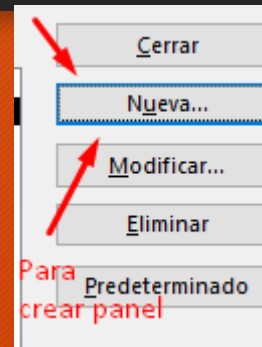 Cerrar
Nueva...
Modificar...
Eliminar
Para
Predeterminado
crear panel